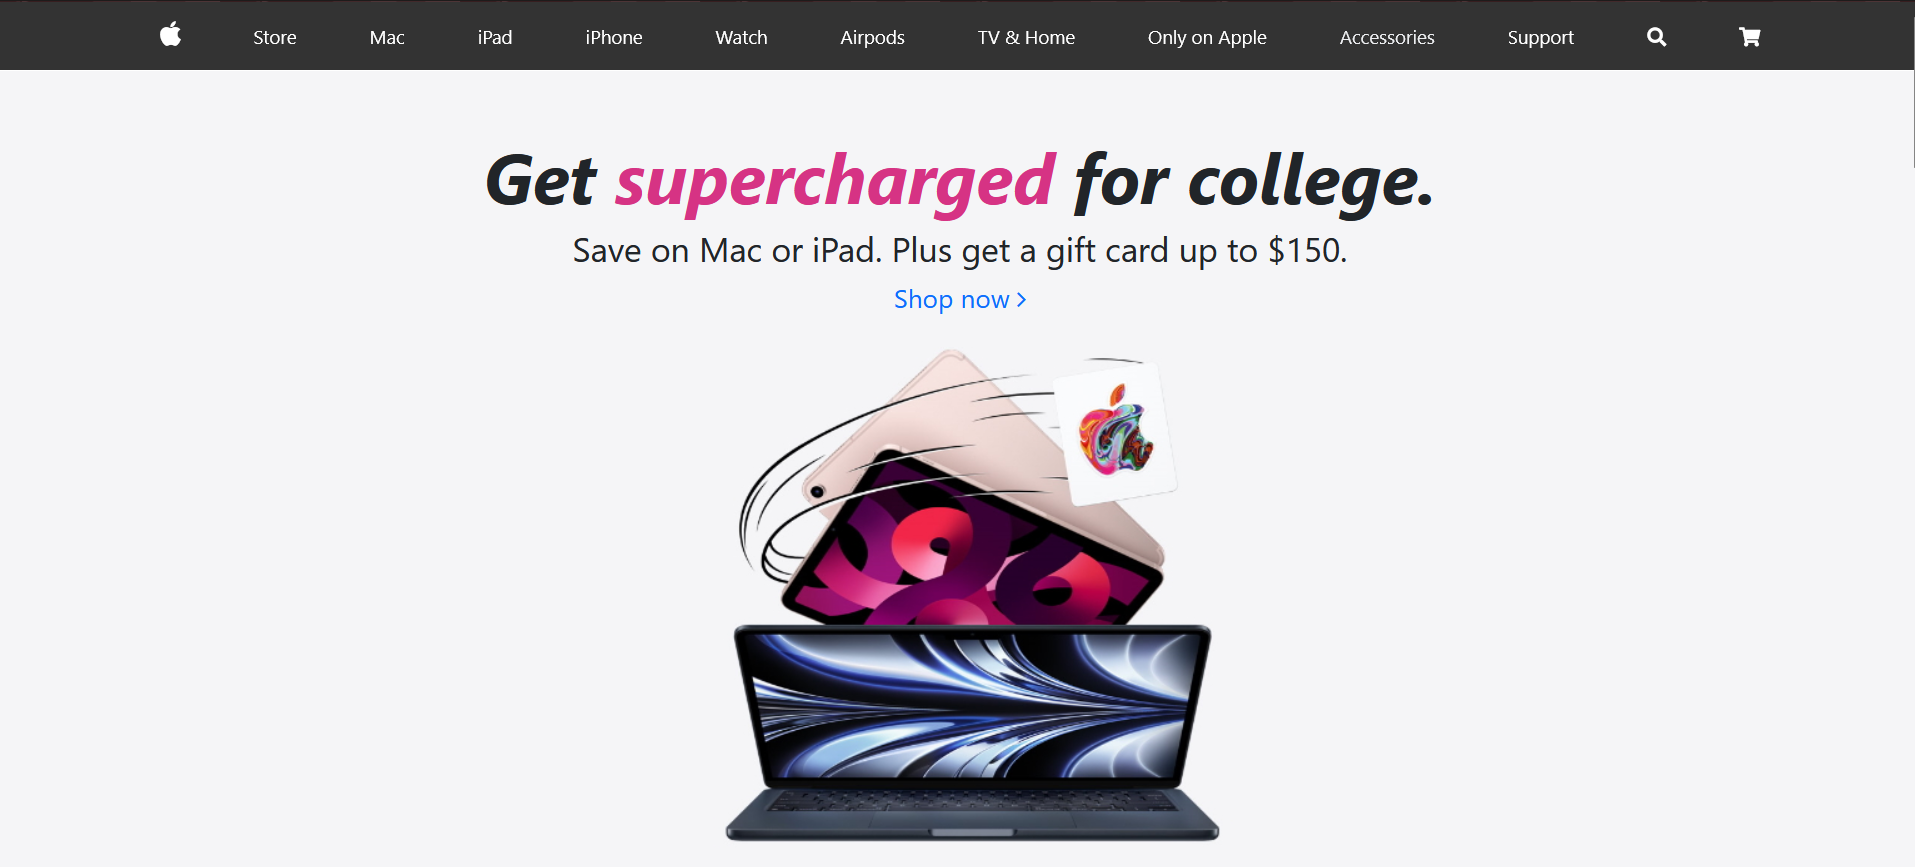 Store Mac iPad iPhone Watch Airpods TV & Home Only on Apple Accessories Support
Get supercharged for college.
Save on Mac or iPad. Plus get a gift card up to $150.
Shop now >